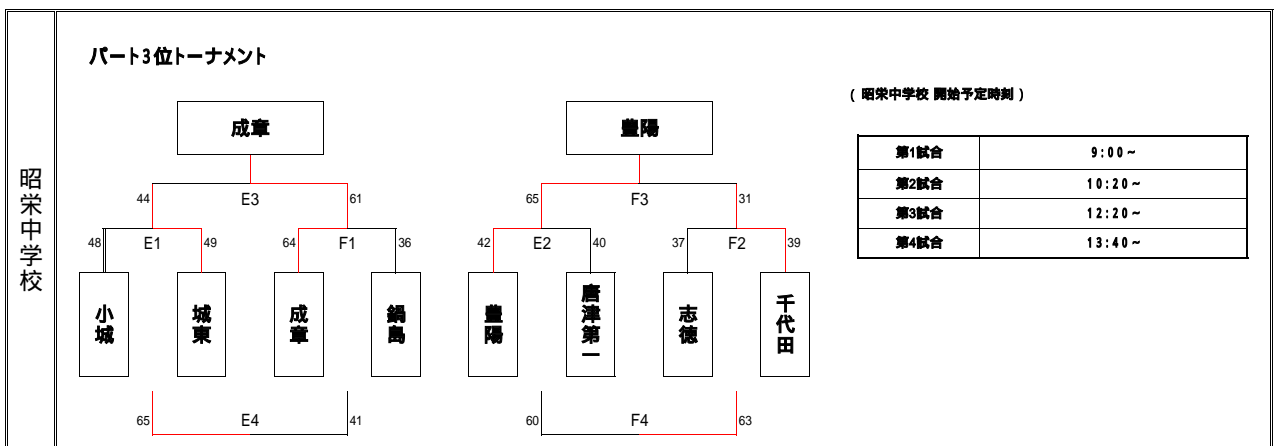 昭栄中学校
パート3位トーナメント
( 昭栄中学校 開始予定時刻 )
成章
豊陽
第1試合 9:00~
第2試合 10:20~
第3試合 12:20~
第4試合 13:40~
44 E3 61
65 F3 31
48 E1 49
64 F1 36
42 E2 40
37 F2 39
小城
城東
成章
鍋島
豊陽
唐津第一
志徳
千代田
65 E4 41
60 F4 63